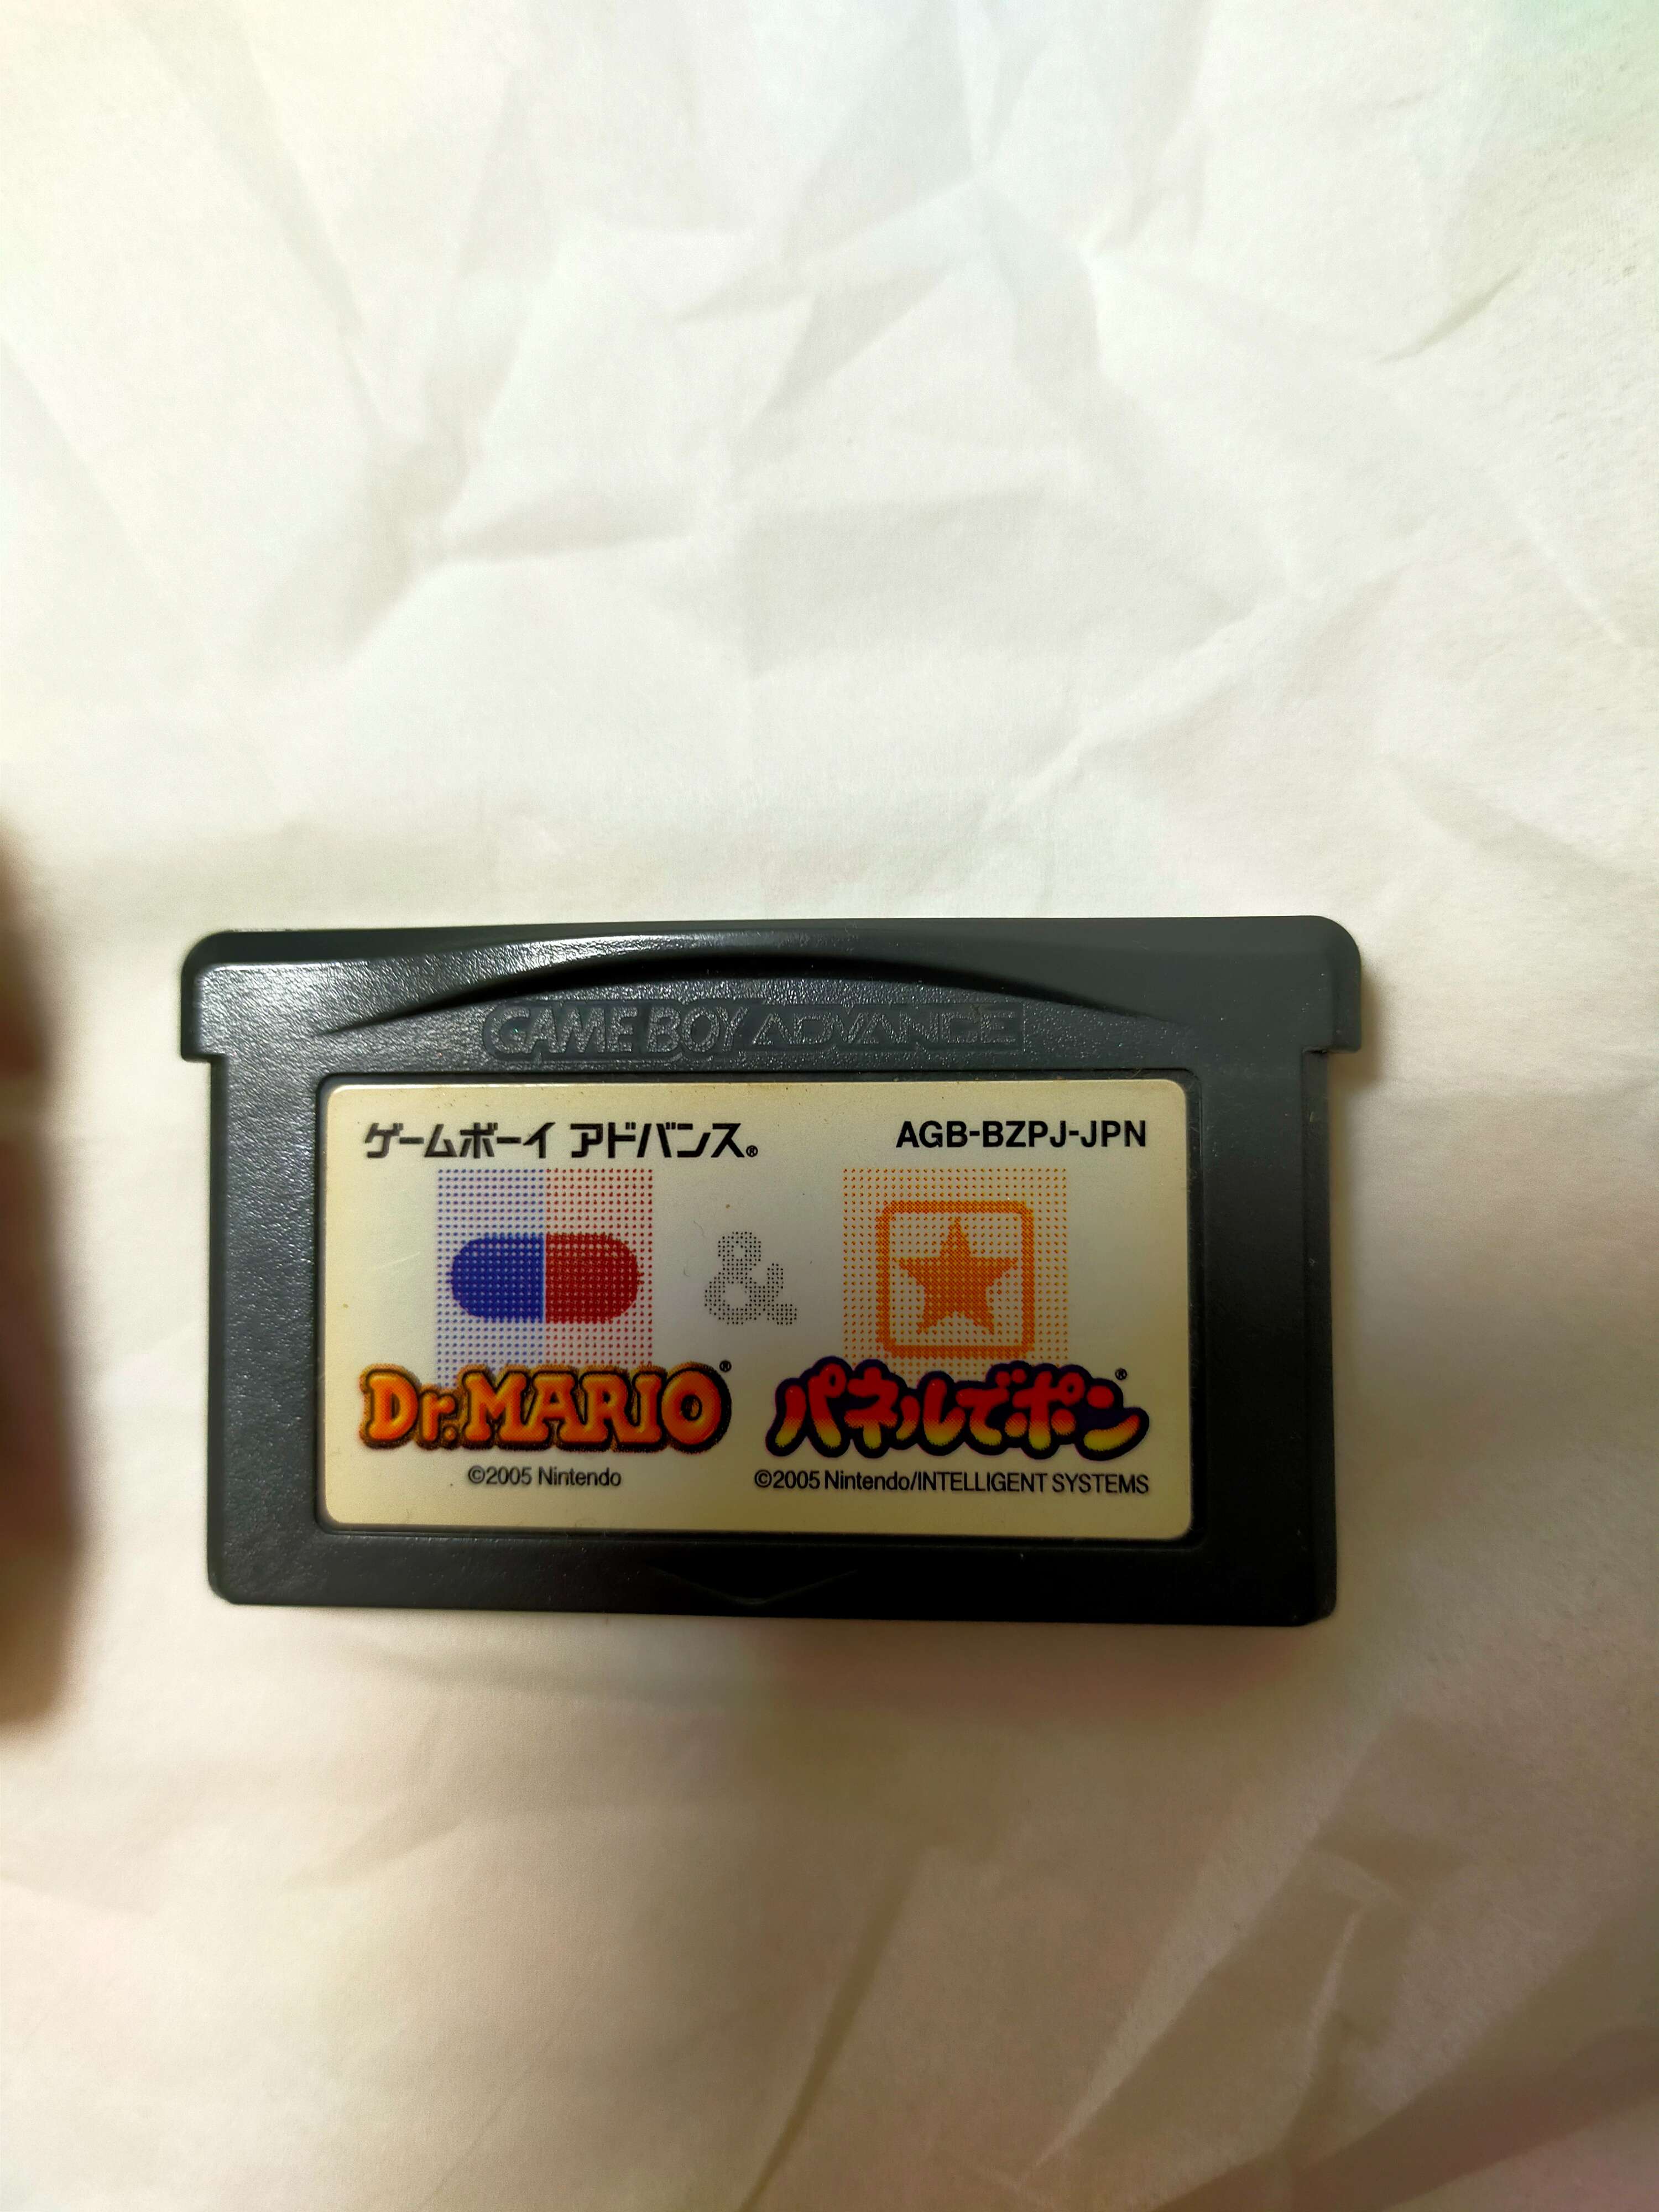 GAME BOY ADVANCE
ゲームボーイ アドバンス®
AGB-BZPJ-JPN
&
Dr.MARIO®
パネルでポン®
©2005 Nintendo
©2005 Nintendo/INTELLIGENT SYSTEMS